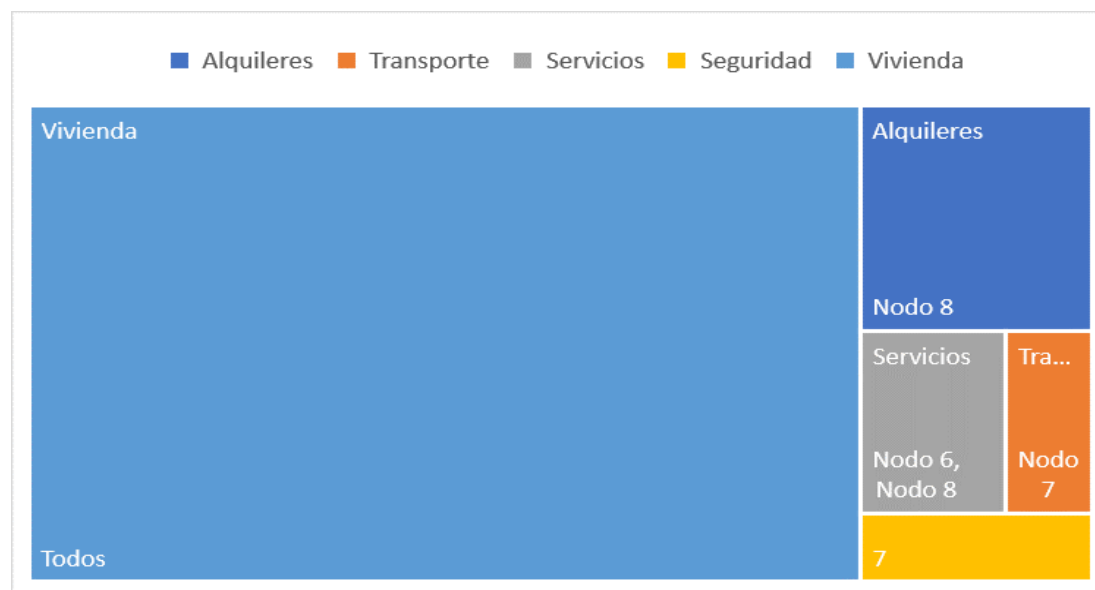 Alquileres Transporte Servicios Seguridad Vivienda
Vivienda
Todos
Alquileres
Nodo 8
Servicios
Nodo 6,
Nodo 8
Tra...
Nodo
7
7